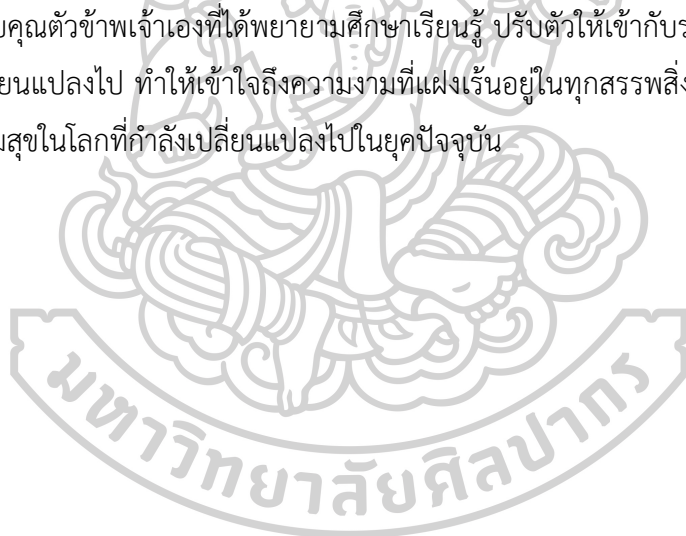 คุณตัวข้าพเจ้าเองที่ได้พยายามศึกษาเรียนรู้ ปรับตัวให้เข้ากับ
ยนแปลงไป ทำให้เข้าใจถึงความงามที่แฝงเร้นอยู่ในทุกสรรพสิ่ง
มสุขในโลกที่กำลังเปลี่ยนแปลงไปในยุคปัจจุบัน
มหาวิทยาลัยศิลปากร